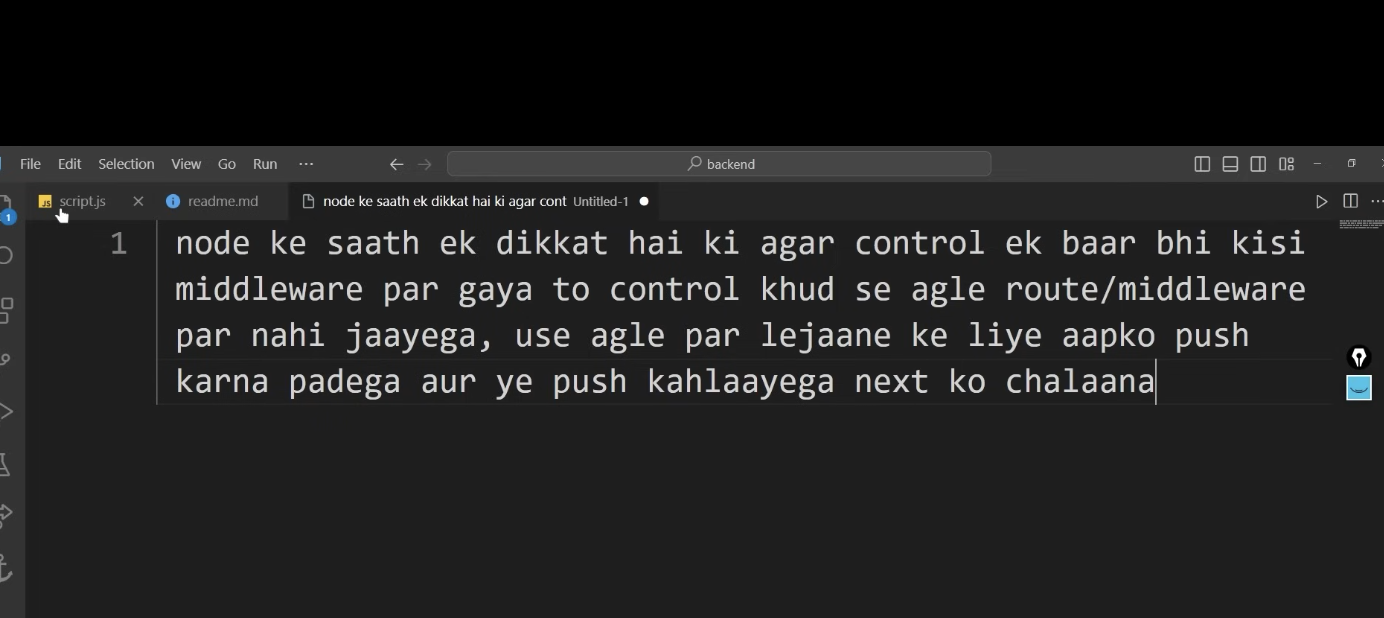 File Edit Selection View Go Run ··· ← → backend
JS script.js × readme.md node ke saath ek dikkat hai ki agar cont Untitled-1 ●
1
1 node ke saath ek dikkat hai ki agar control ek baar bhi kisi
middleware par gaya to control khud se agle route/middleware
par nahi jaayega, use agle par lejaane ke liye aapko push
karna padega aur ye push kahlaayega next ko chalaana